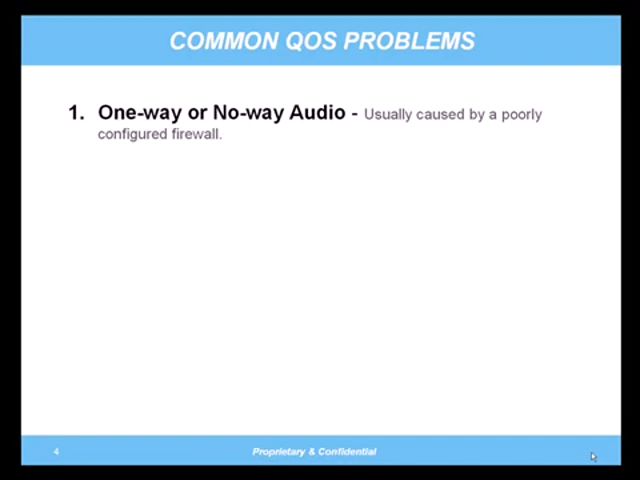 COMMON QOS PROBLEMS
1. One-way or No-way Audio - Usually caused by a poorly
configured firewall.
4
Proprietary & Confidential